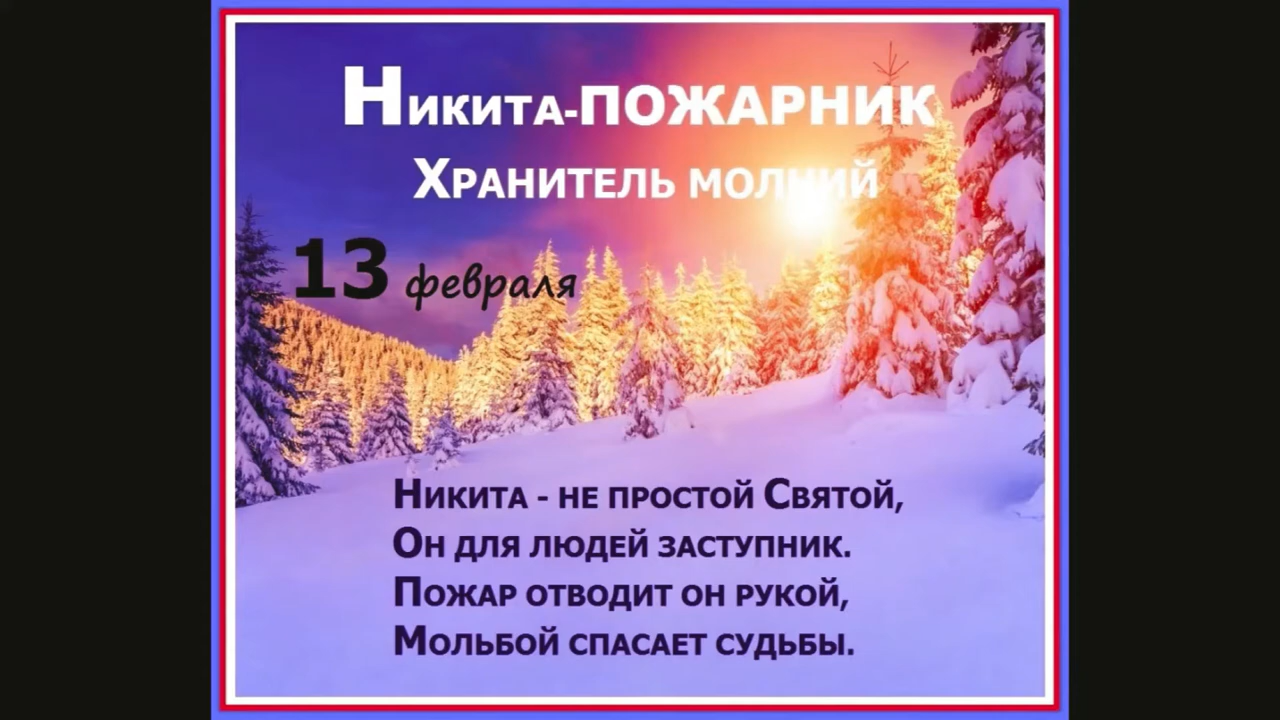 Никита-ПОЖАРНИК
Хранитель молний
13 февраля
Никита - не простой Святой,
Он для людей заступник.
Пожар отводит он рукой,
Мольбой спасает судьбы.